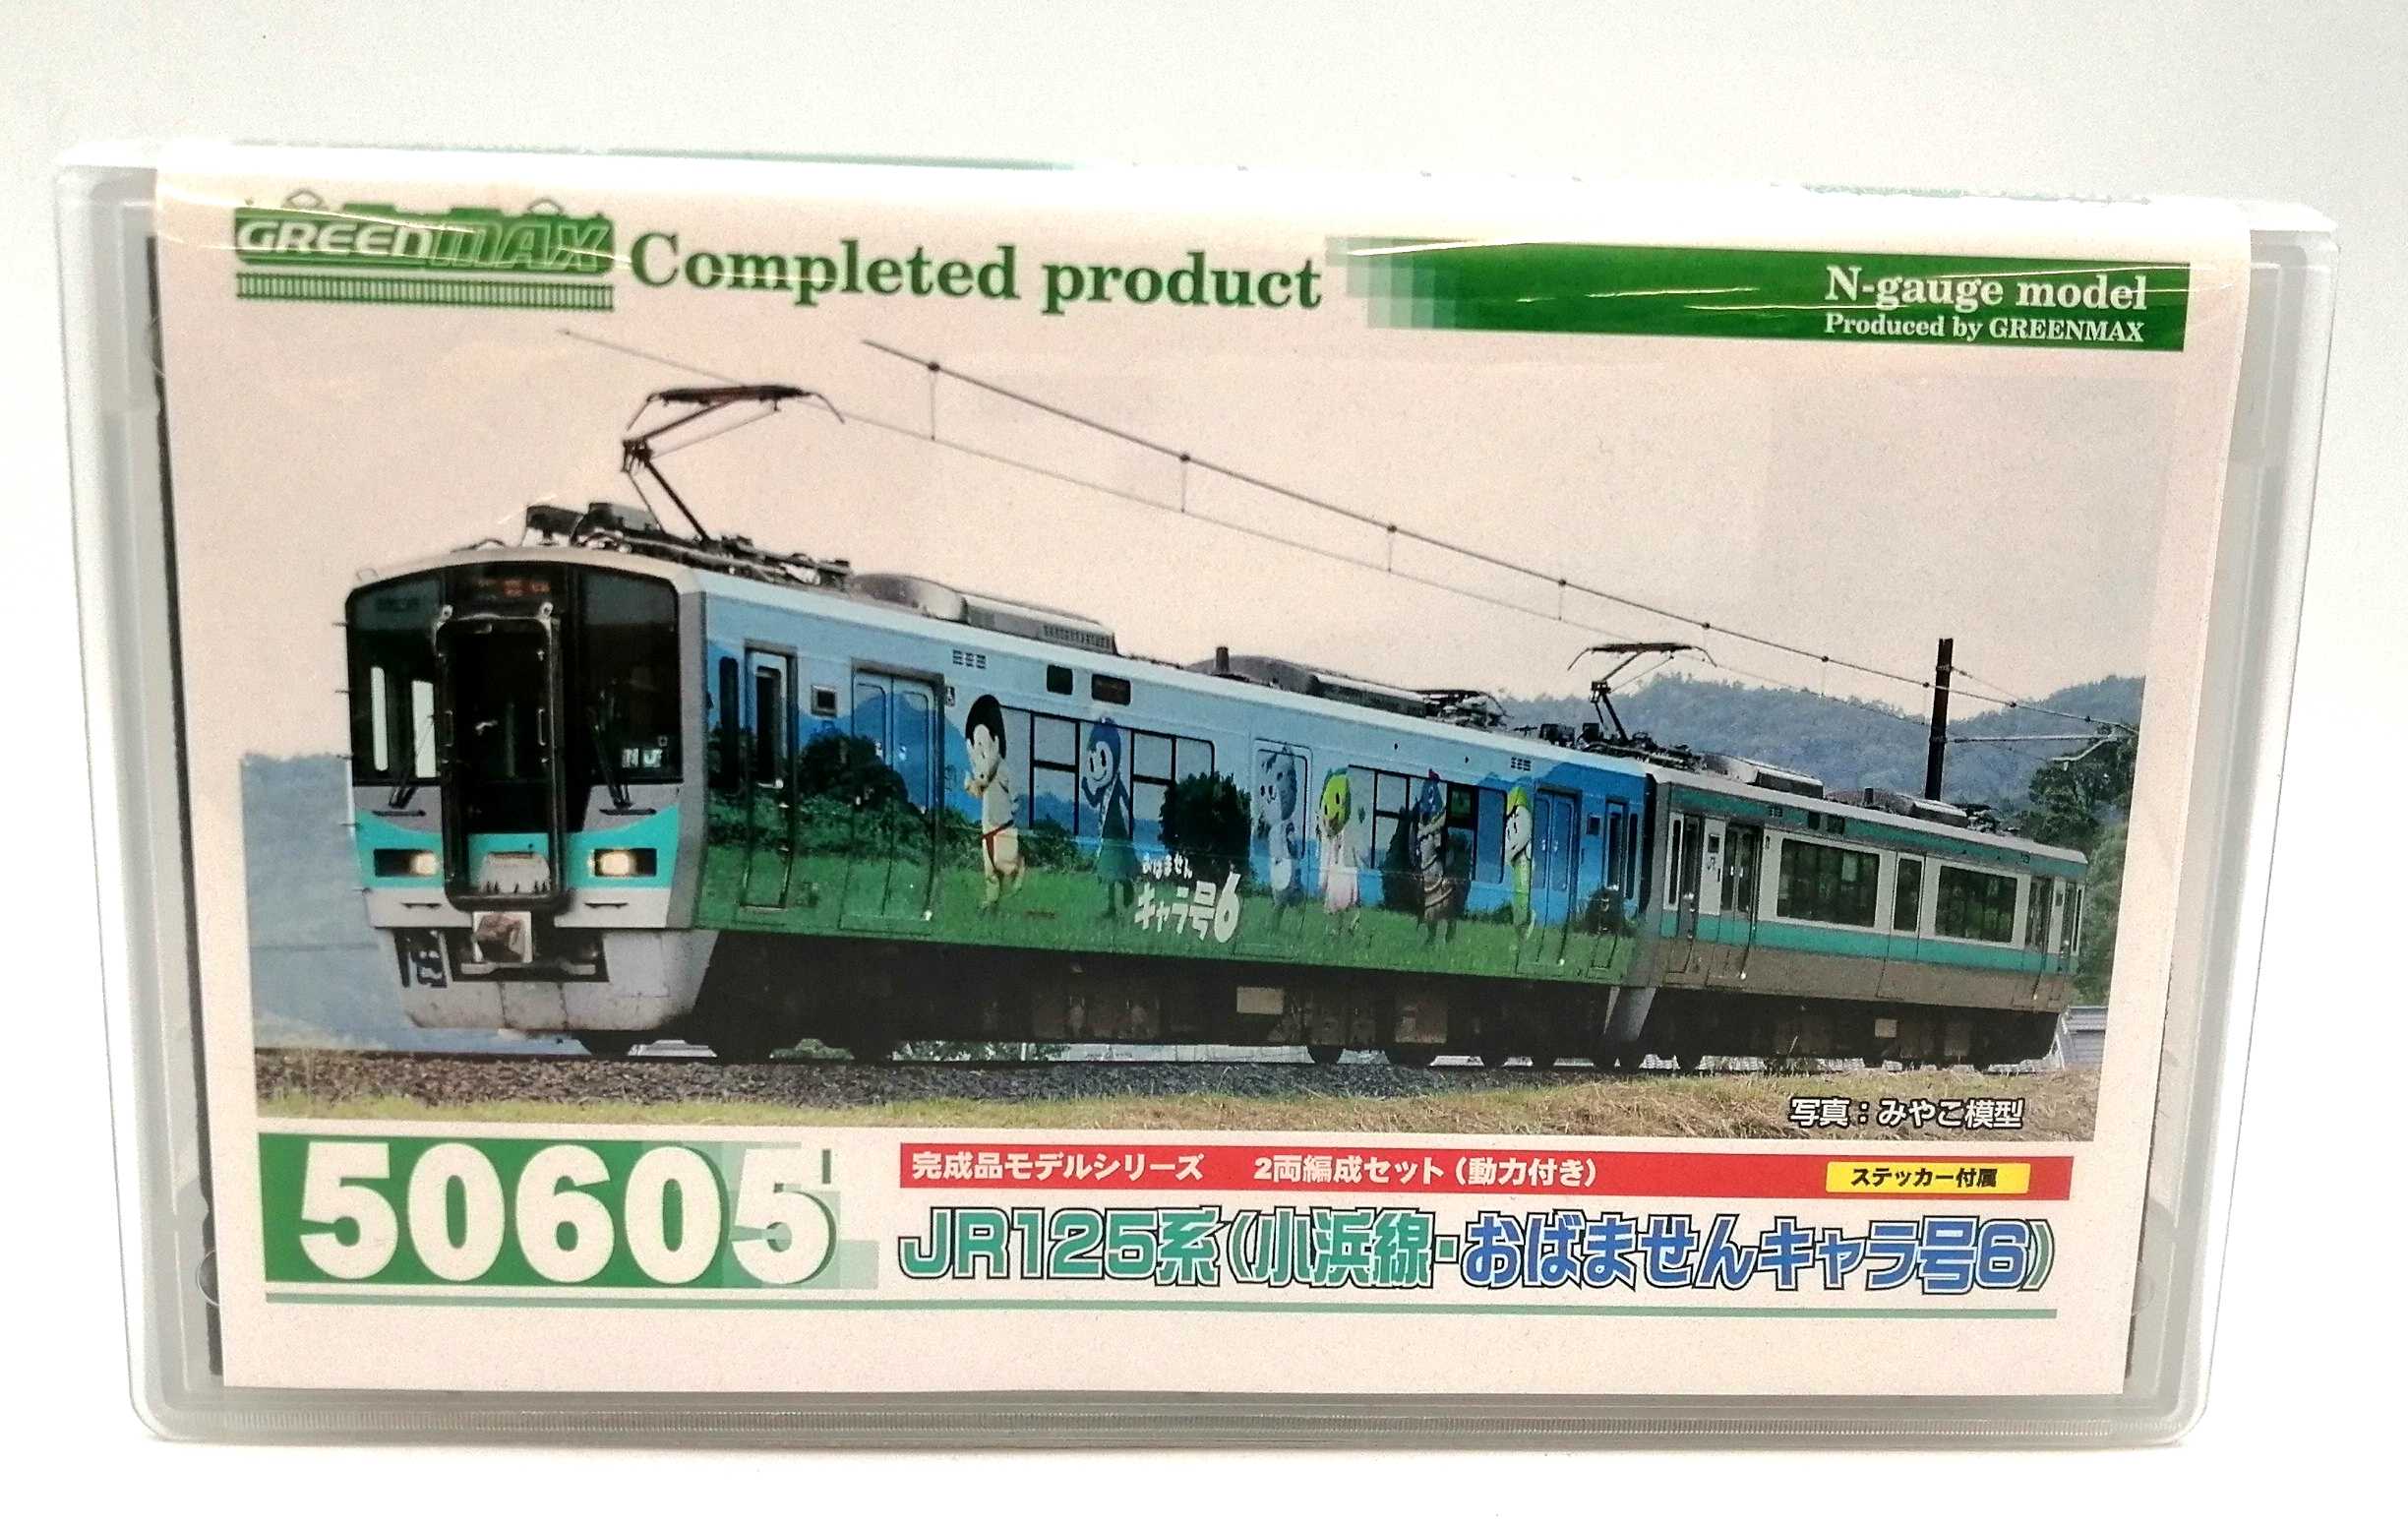 GREENMAX
Completed product
N-gauge model
Produced by GREENMAX
おばません
キャラ号6
写真：みやこ模型
50605
完成品モデルシリーズ 2両編成セット（動力付き） ステッカー付属
JR125系（小浜線・おばませんキャラ号6）